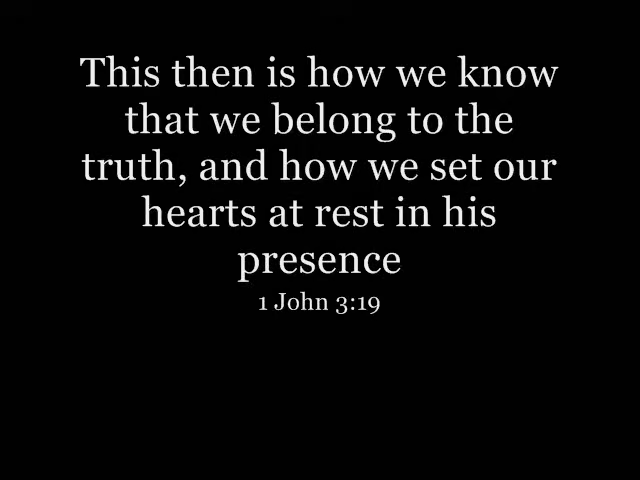 This then is how we know
that we belong to the
truth, and how we set our
hearts at rest in his
presence
1 John 3:19